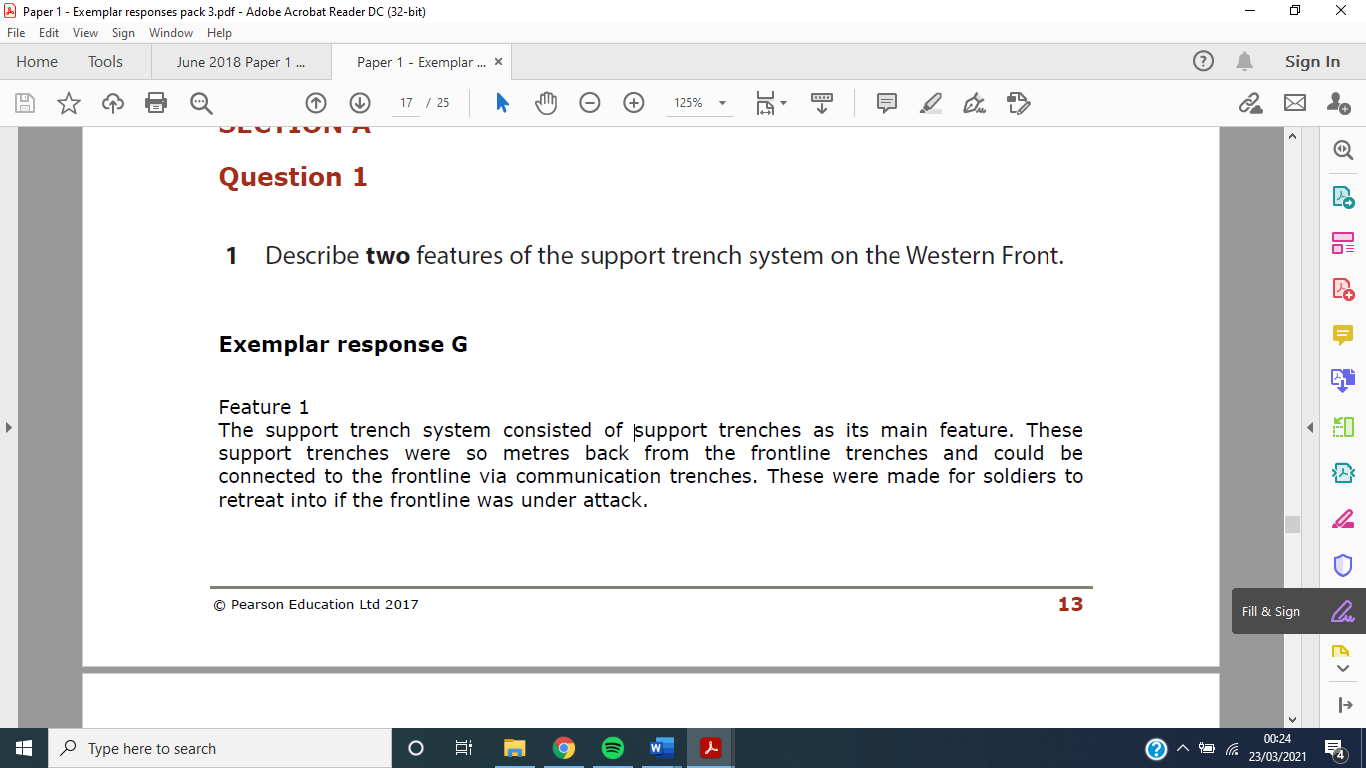 Paper 1 - Exemplar responses pack 3.pdf - Adobe Acrobat Reader DC (32-bit)
File Edit View Sign Window Help
Home Tools June 2018 Paper 1 ... Paper 1 - Exemplar ... Sign In
17 / 25 125%
SECTION A
Question 1
1 Describe two features of the support trench system on the Western Front.
Exemplar response G
Feature 1
The support trench system consisted of support trenches as its main feature. These
support trenches were so metres back from the frontline trenches and could be
connected to the frontline via communication trenches. These were made for soldiers to
retreat into if the frontline was under attack.
© Pearson Education Ltd 2017 13
Fill & Sign
Type here to search
00:24
23/03/2021
4